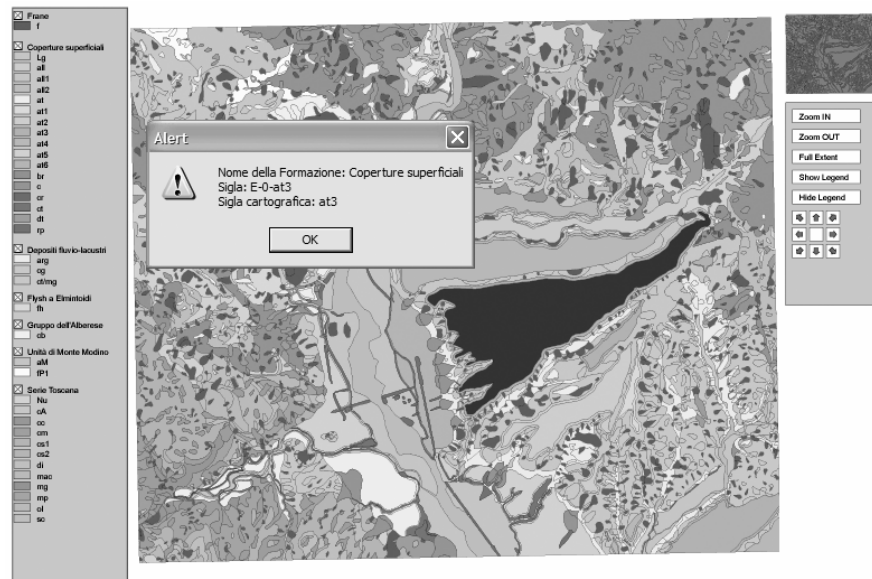 Frane
f
Coperture superficiali
Lg
all
all1
all2
at
at1
at2
at3
at4
at5
at6
br
c
cr
ct
dt
rp
Depositi fluvio-lacustri
arg
cg
ct/mg
Flysh a Elmintoidi
fh
Gruppo dell'Alberese
cb
Unità di Monte Modino
aM
fP1
Serie Toscana
Nu
cA
cc
cm
cs1
cs2
di
mac
mg
mp
ol
sc
Alert
Nome della Formazione: Coperture superficiali
Sigla: E-0-at3
Sigla cartografica: at3
OK
Zoom IN
Zoom OUT
Full Extent
Show Legend
Hide Legend